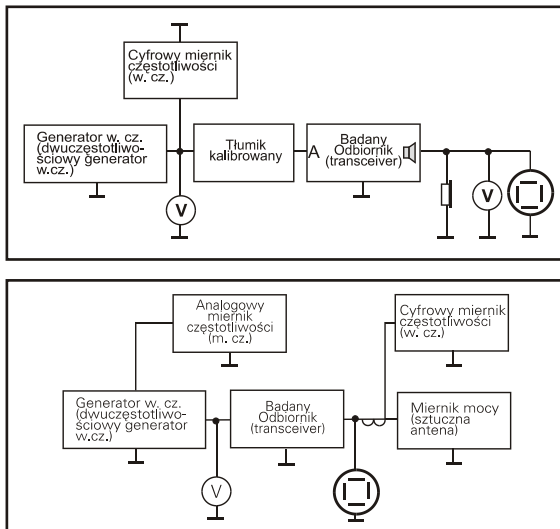 Cyfrowy miernik
częstotliwości
(w. cz.)
Generator w. cz.
(dwuczęstotliwo-
ściowy generator
w.cz.)
Tłumik
kalibrowany
A
Badany
Odbiornik
(transceiver)
V
V
Analogowy
miernik
częstotliwości
(m. cz.)
Cyfrowy miernik
częstotliwości
(w. cz.)
Generator w. cz.
(dwuczęstotliwo-
ściowy generator
w.cz.)
Badany
Odbiornik
(transceiver)
Miernik mocy
(sztuczna
antena)
V